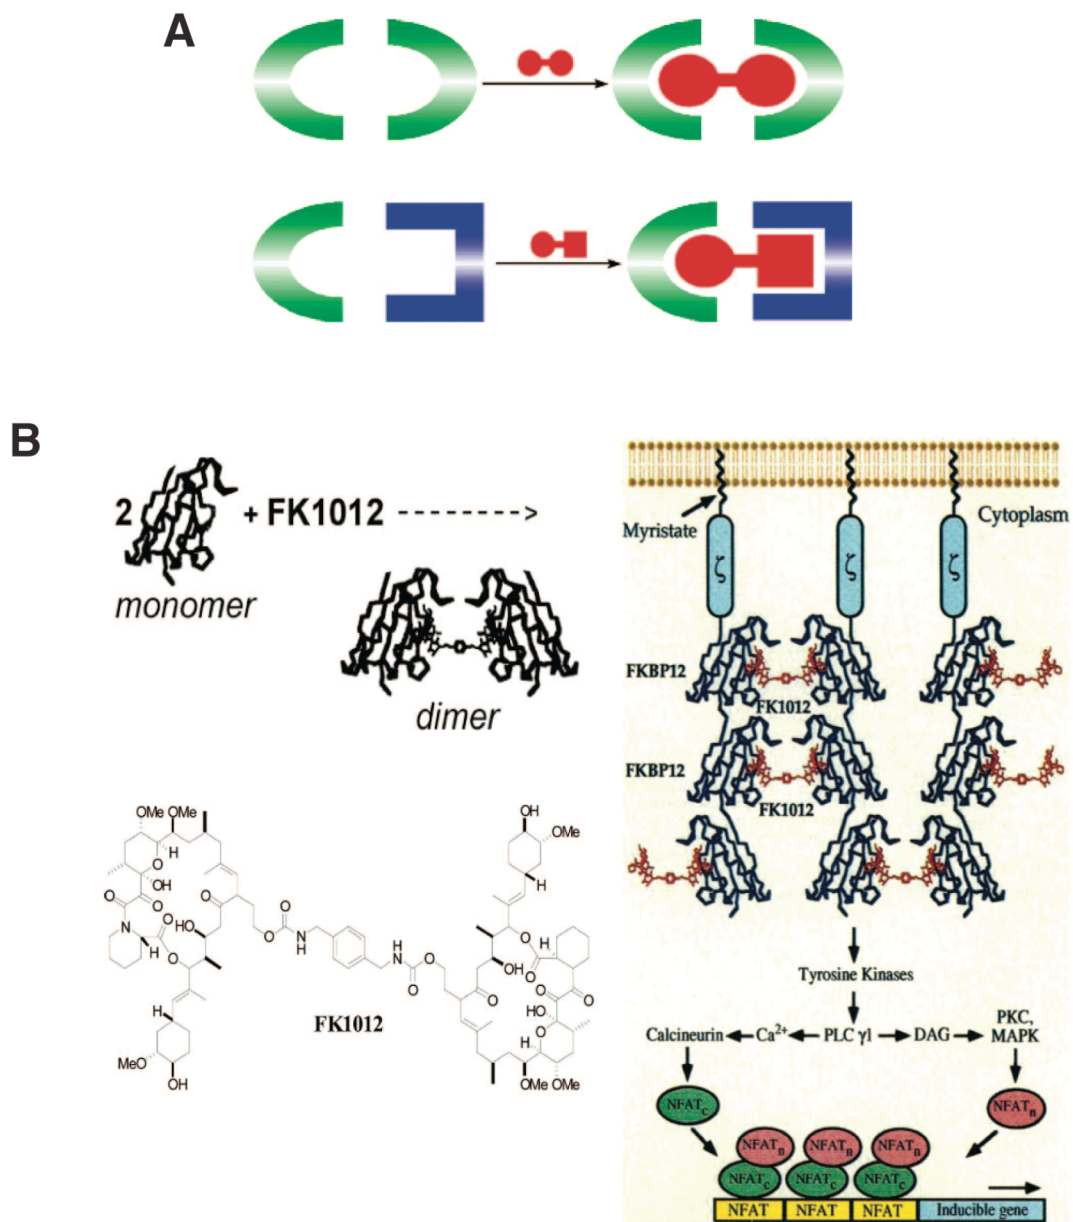 A
B
2 + FK1012 ------->
monomer
dimer
OMe OMe
H
O
OH
O
O
N
H
O
O
HO
O
O
O
N
H
H
N
O
O
FK1012
H
MeO
OH
OH
OMe
H
O
H
O
OH
O
O
O
HO
O
H
OMe OMe
Myristate
Cytoplasm
ζ ζ ζ
FKBP12
FK1012
FKBP12
FK1012
Tyrosine Kinases
Calcineurin Ca2+ PLC γ1 DAG PKC,
MAPK
NFATc NFATn
NFATn NFATn NFATn
NFATc NFATc NFATc
NFAT NFAT NFAT Inducible gene